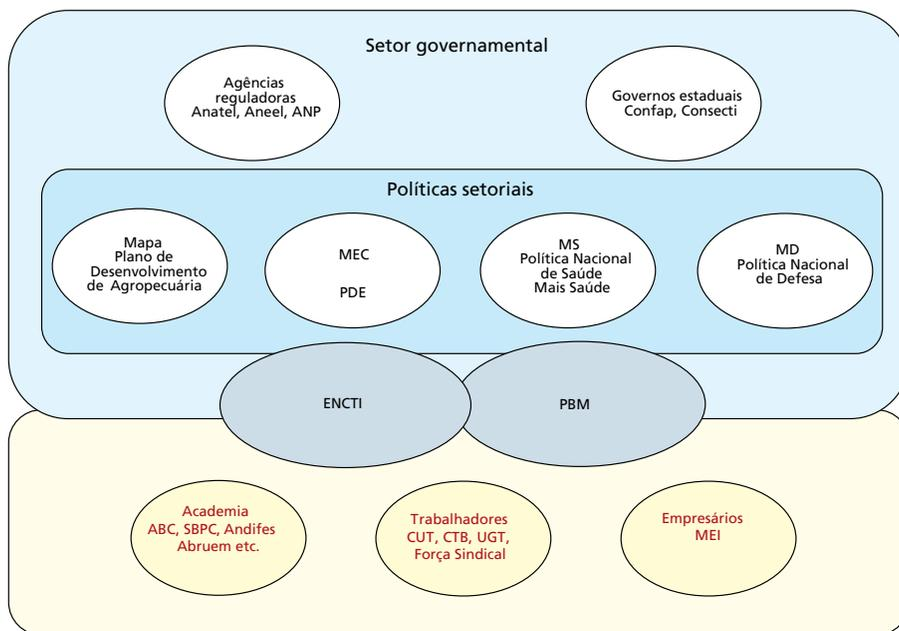 Setor governamental
Agências
reguladoras
Anatel, Aneel, ANP
Governos estaduais
Confap, Consecti
Políticas setoriais
Mapa
Plano de
Desenvolvimento
de Agropecuária
MEC
PDE
MS
Política Nacional
de Saúde
Mais Saúde
MD
Política Nacional
de Defesa
ENCTI
PBM
Academia
ABC, SBPC, Andifes
Abruem etc.
Trabalhadores
CUT, CTB, UGT,
Força Sindical
Empresários
MEI